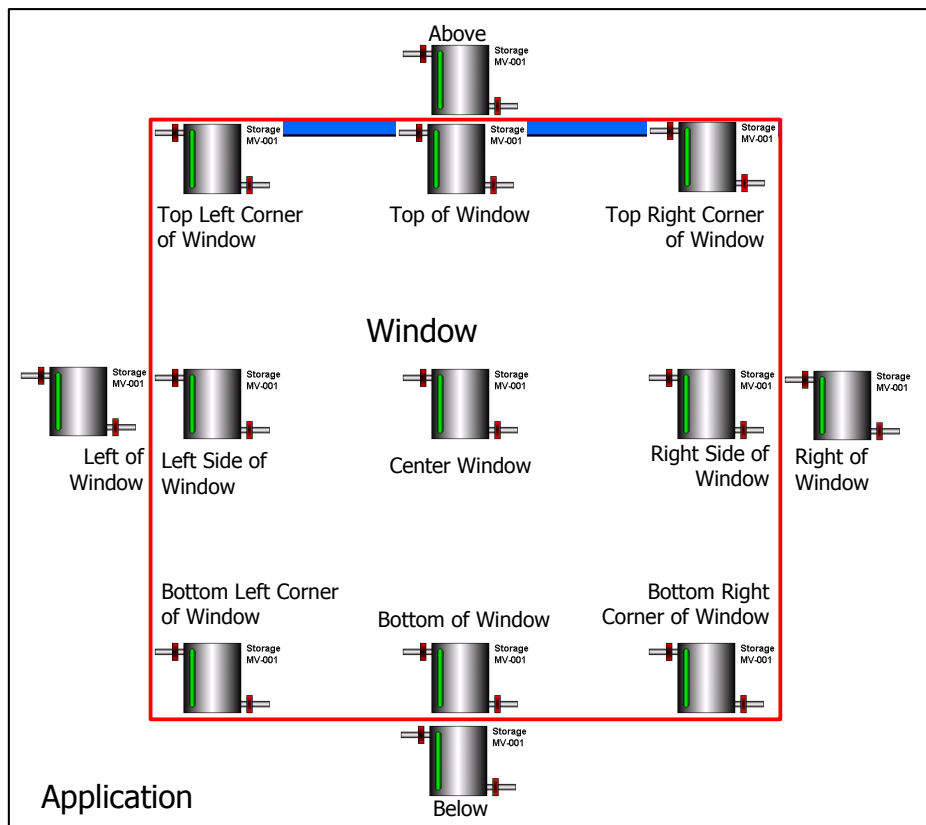 Above
Storage
MV-001
Storage
MV-001
Storage
MV-001
Storage
MV-001
Top Left Corner
of Window
Top of Window
Top Right Corner
of Window
Window
Storage
MV-001
Storage
MV-001
Storage
MV-001
Storage
MV-001
Storage
MV-001
Left of
Window
Left Side of
Window
Center Window
Right Side of
Window
Right of
Window
Bottom Left Corner
of Window
Bottom of Window
Bottom Right
Corner of Window
Storage
MV-001
Storage
MV-001
Storage
MV-001
Storage
MV-001
Below
Application